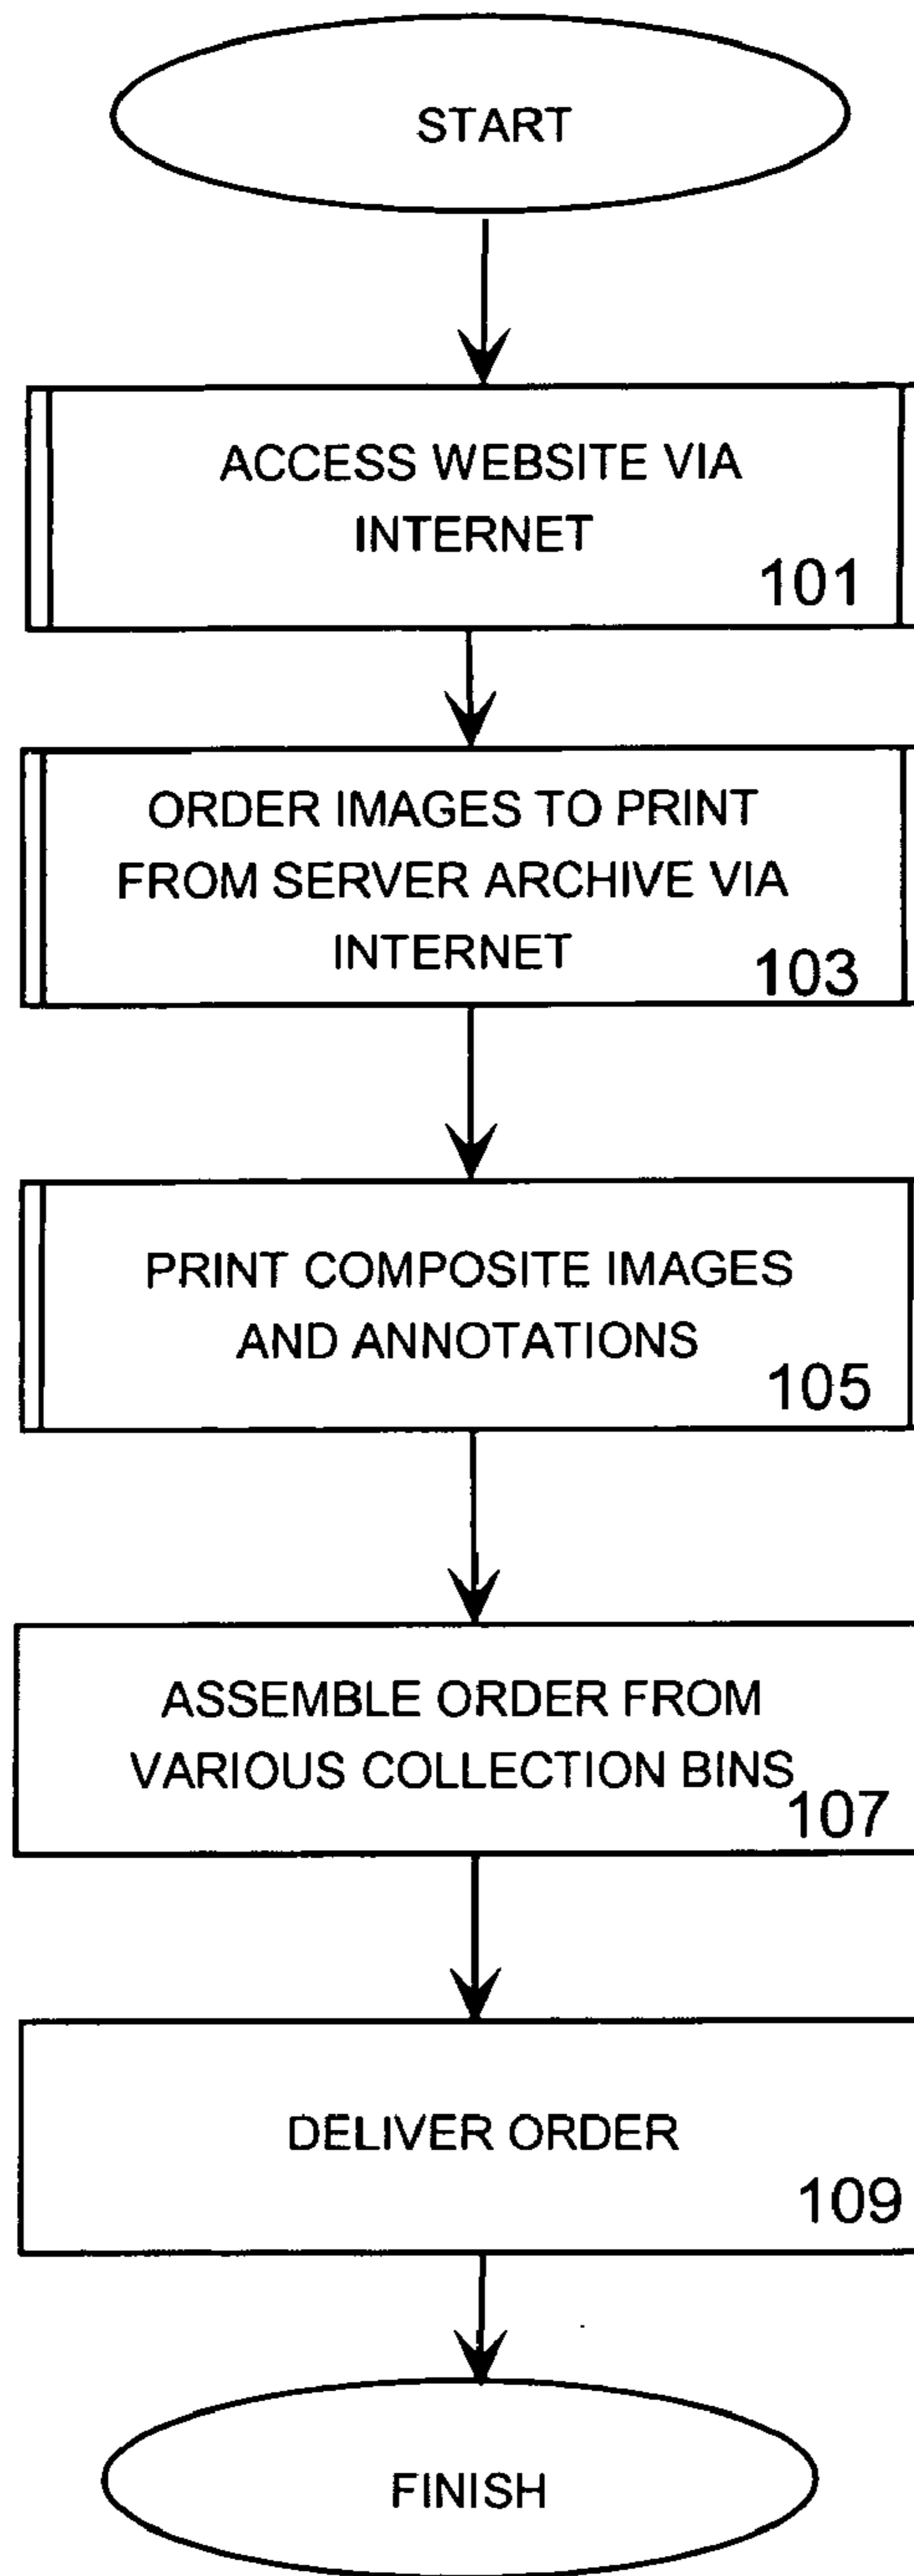 START
ACCESS WEBSITE VIA
INTERNET
101
ORDER IMAGES TO PRINT
FROM SERVER ARCHIVE VIA
INTERNET
103
PRINT COMPOSITE IMAGES
AND ANNOTATIONS
105
ASSEMBLE ORDER FROM
VARIOUS COLLECTION BINS
107
DELIVER ORDER
109
FINISH